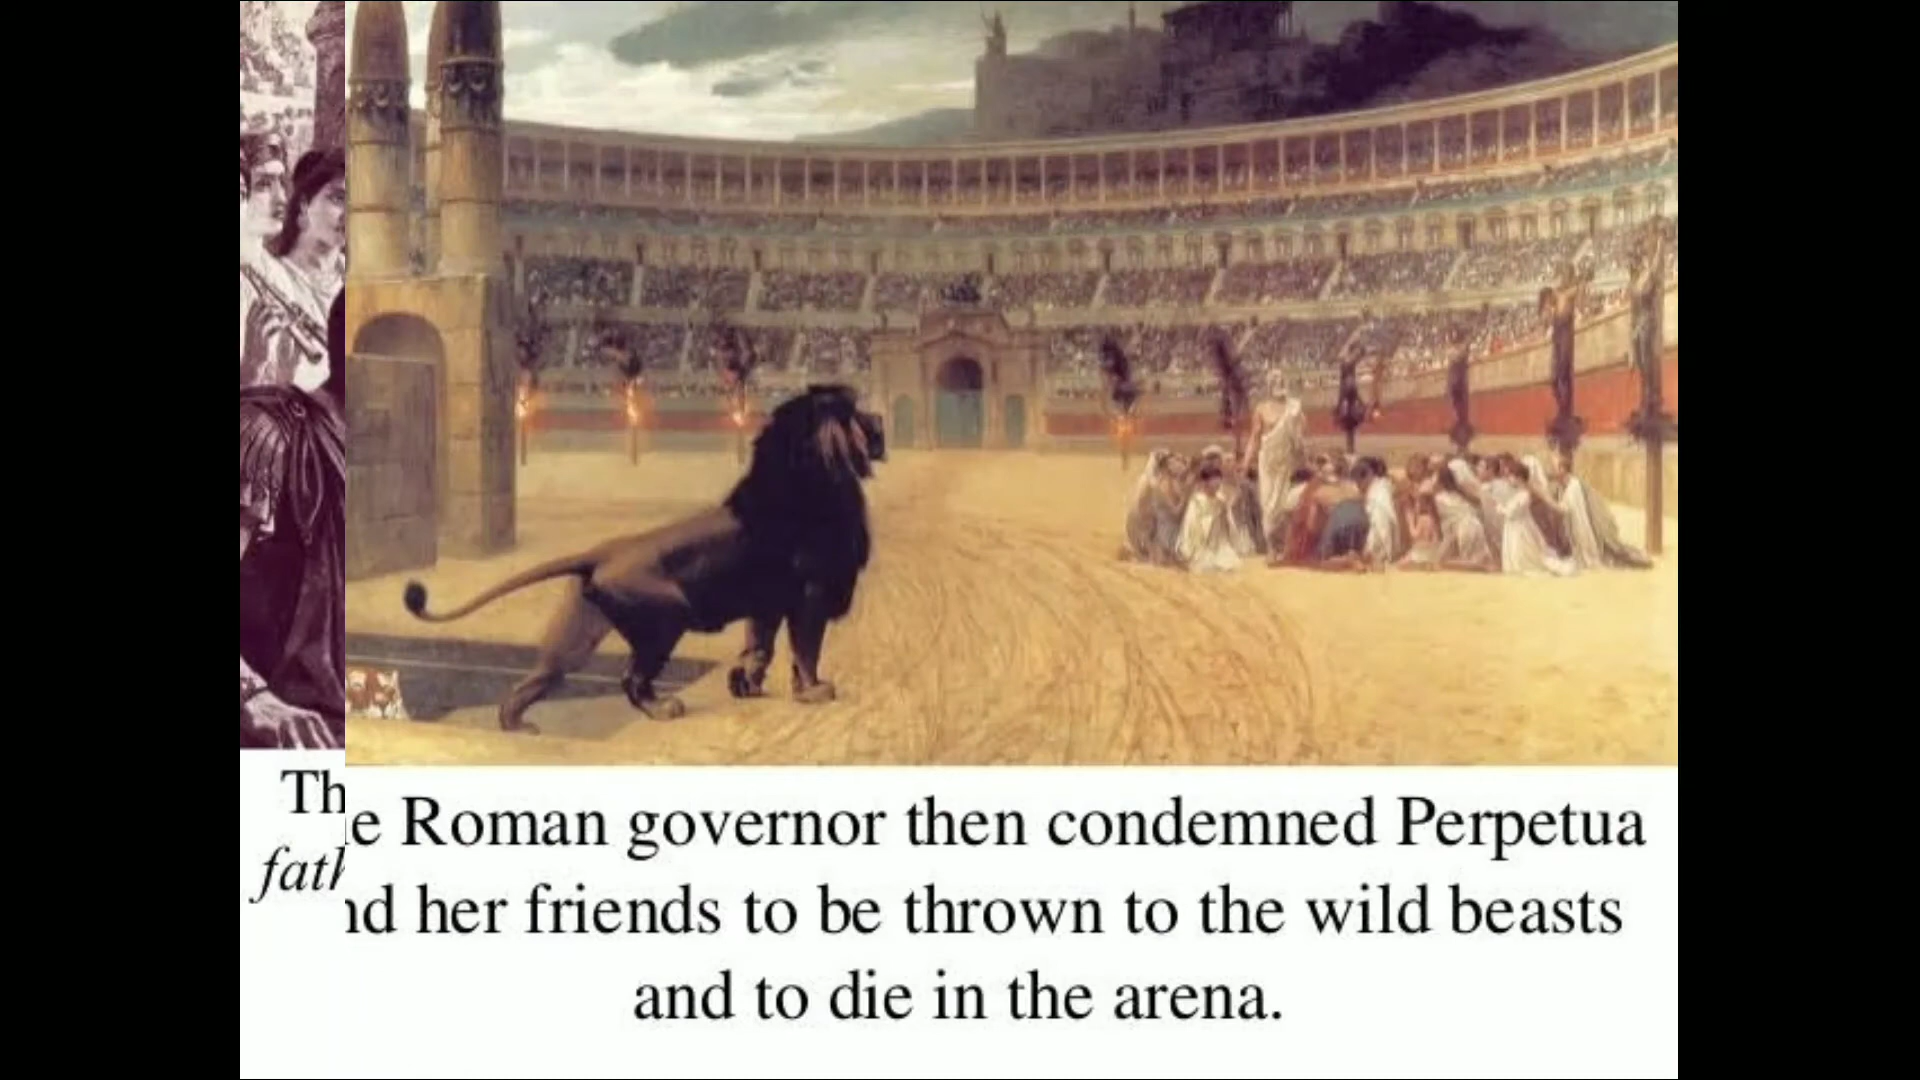 Th
e Roman governor then condemned Perpetua
fath
nd her friends to be thrown to the wild beasts
and to die in the arena.